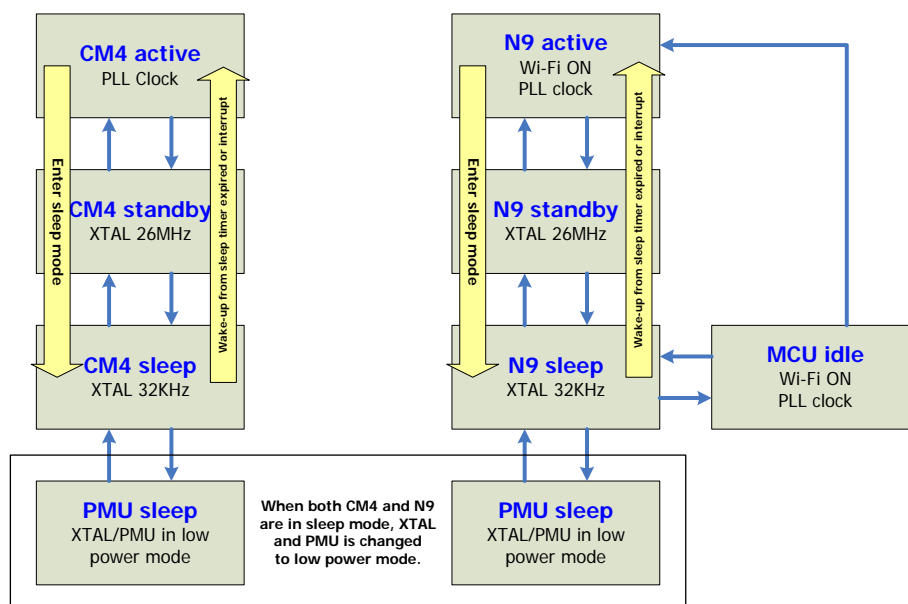 CM4 active
PLL Clock
Enter sleep mode
Wake-up from sleep timer expired or interrupt
CM4 standby
XTAL 26MHz
CM4 sleep
XTAL 32KHz
PMU sleep
XTAL/PMU in low
power mode
When both CM4 and N9
are in sleep mode, XTAL
and PMU is changed
to low power mode.
N9 active
Wi-Fi ON
PLL clock
Enter sleep mode
Wake-up from sleep timer expired or interrupt
N9 standby
XTAL 26MHz
N9 sleep
XTAL 32KHz
MCU idle
Wi-Fi ON
PLL clock
PMU sleep
XTAL/PMU in low
power mode